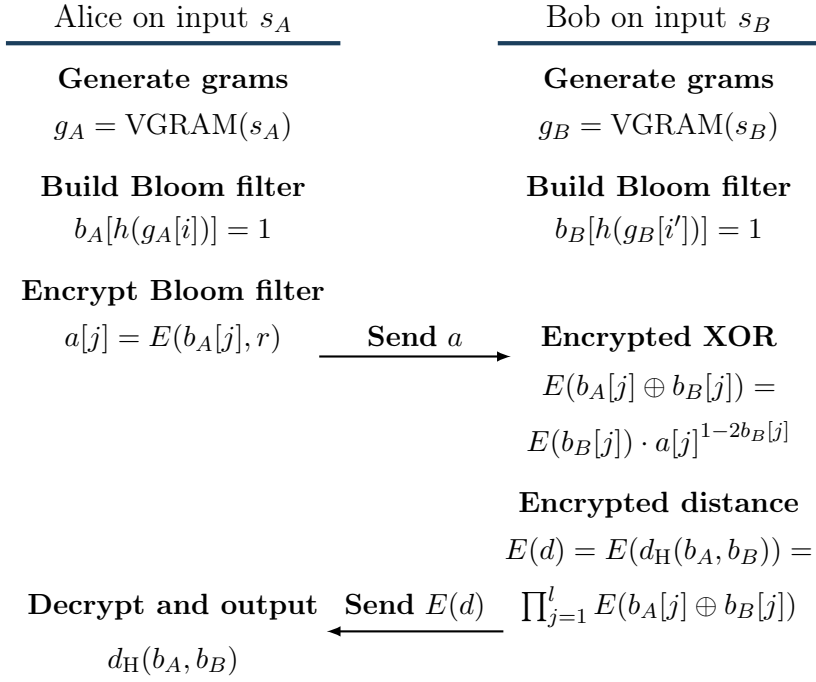 Alice on input s_A
Bob on input s_B
Generate grams
g_A = VGRAM(s_A)
Generate grams
g_B = VGRAM(s_B)
Build Bloom filter
b_A[h(g_A[i])] = 1
Build Bloom filter
b_B[h(g_B[i′])] = 1
Encrypt Bloom filter
a[j] = E(b_A[j], r)
Send a
Encrypted XOR
E(b_A[j] ⊕ b_B[j]) =
E(b_B[j]) · a[j]^{1−2b_B[j]}
Encrypted distance
E(d) = E(d_H(b_A, b_B)) =
∏_{j=1}^{l} E(b_A[j] ⊕ b_B[j])
Send E(d)
Decrypt and output
d_H(b_A, b_B)